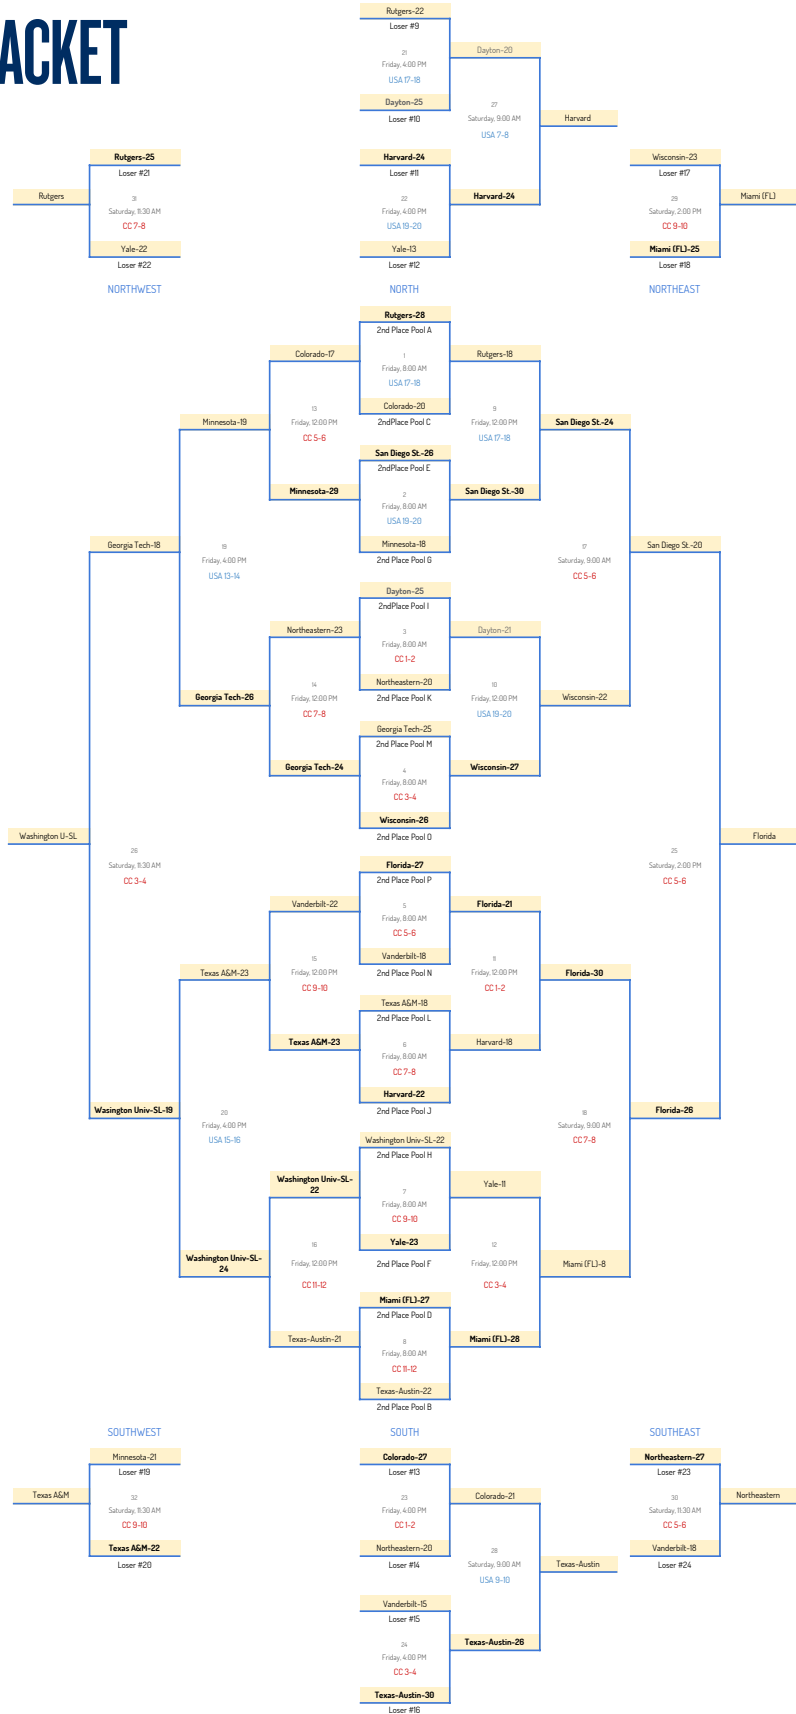 ACKET
Rutgers-22
Loser #9
21
Friday, 4:00 PM
USA 17-18
Dayton-25
Loser #10
Dayton-20
27
Saturday, 9:00 AM
USA 7-8
Harvard
Harvard-24
Loser #11
22
Friday, 4:00 PM
USA 19-20
Yale-13
Loser #12
Harvard-24
Rutgers-25
Loser #21
Rutgers
31
Saturday, 11:30 AM
CC 7-8
Yale-22
Loser #22
Wisconsin-23
Loser #17
29
Saturday, 2:00 PM
CC 9-10
Miami (FL)
Miami (FL)-25
Loser #18
NORTHWEST
NORTH
NORTHEAST
Rutgers-28
2nd Place Pool A
1
Friday, 8:00 AM
USA 17-18
Colorado-20
2ndPlace Pool C
Colorado-17
Rutgers-18
13
Friday, 12:00 PM
CC 5-6
9
Friday, 12:00 PM
USA 17-18
Minnesota-19
San Diego St.-24
San Diego St.-26
2ndPlace Pool E
2
Friday, 8:00 AM
USA 19-20
Minnesota-18
2nd Place Pool G
Minnesota-29
San Diego St.-30
Georgia Tech-18
19
Friday, 4:00 PM
USA 13-14
17
Saturday, 9:00 AM
CC 5-6
San Diego St.-20
Dayton-25
2ndPlace Pool I
3
Friday, 8:00 AM
CC 1-2
Northeastern-20
2nd Place Pool K
Northeastern-23
Dayton-21
14
Friday, 12:00 PM
CC 7-8
10
Friday, 12:00 PM
USA 19-20
Georgia Tech-26
Wisconsin-22
Georgia Tech-25
2nd Place Pool M
4
Friday, 8:00 AM
CC 3-4
Wisconsin-26
2nd Place Pool O
Georgia Tech-24
Wisconsin-27
Washington U-SL
26
Saturday, 11:30 AM
CC 3-4
25
Saturday, 2:00 PM
CC 5-6
Florida
Florida-27
2nd Place Pool P
5
Friday, 8:00 AM
CC 5-6
Vanderbilt-18
2nd Place Pool N
Vanderbilt-22
Florida-21
15
Friday, 12:00 PM
CC 9-10
11
Friday, 12:00 PM
CC 1-2
Texas A&M-23
Florida-30
Texas A&M-18
2nd Place Pool L
6
Friday, 8:00 AM
CC 7-8
Harvard-22
2nd Place Pool J
Texas A&M-23
Harvard-18
Wasington Univ-SL-19
20
Friday, 4:00 PM
USA 15-16
18
Saturday, 9:00 AM
CC 7-8
Florida-26
Washington Univ-SL-22
2nd Place Pool H
7
Friday, 8:00 AM
CC 9-10
Yale-23
2nd Place Pool F
Washington Univ-SL-
22
Yale-11
16
Friday, 12:00 PM
CC 11-12
12
Friday, 12:00 PM
CC 3-4
Washington Univ-SL-
24
Miami (FL)-8
Miami (FL)-27
2nd Place Pool D
8
Friday, 8:00 AM
CC 11-12
Texas-Austin-22
2nd Place Pool B
Texas-Austin-21
Miami (FL)-28
SOUTHWEST
SOUTH
SOUTHEAST
Minnesota-21
Loser #19
Texas A&M
32
Saturday, 11:30 AM
CC 9-10
Texas A&M-22
Loser #20
Colorado-27
Loser #13
23
Friday, 4:00 PM
CC 1-2
Northeastern-20
Loser #14
Colorado-21
28
Saturday, 9:00 AM
USA 9-10
Texas-Austin
Northeastern-27
Loser #23
30
Saturday, 11:30 AM
CC 5-6
Northeastern
Vanderbilt-18
Loser #24
Vanderbilt-15
Loser #15
24
Friday, 4:00 PM
CC 3-4
Texas-Austin-30
Loser #16
Texas-Austin-26